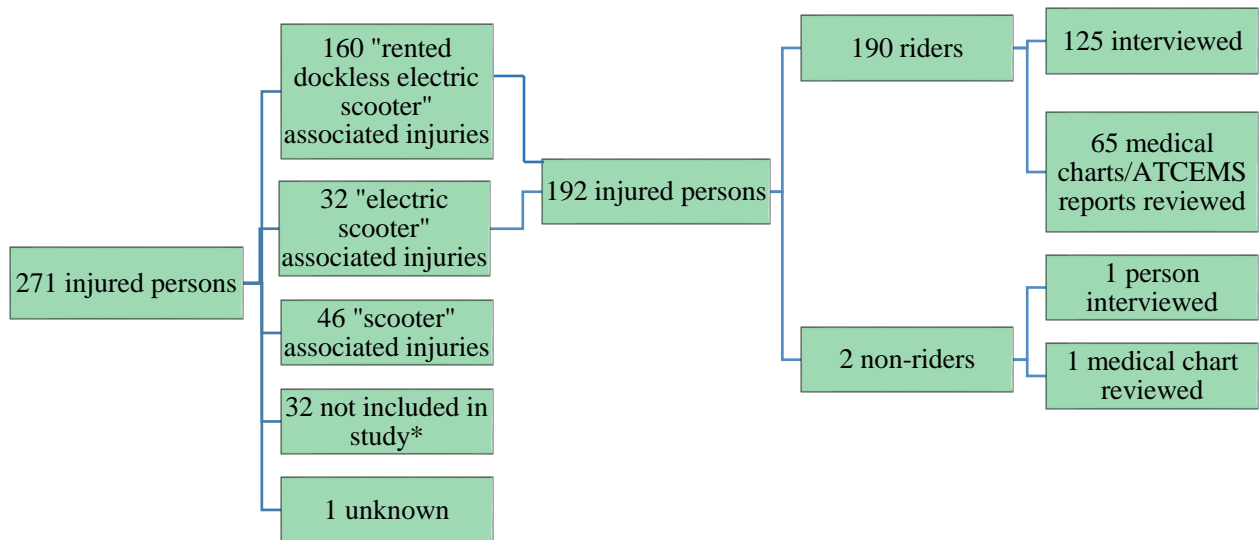 271 injured persons
160 "rented
dockless electric
scooter"
associated injuries
32 "electric
scooter"
associated injuries
46 "scooter"
associated injuries
32 not included in
study*
1 unknown
192 injured persons
190 riders
125 interviewed
65 medical
charts/ATCEMS
reports reviewed
2 non-riders
1 person
interviewed
1 medical chart
reviewed